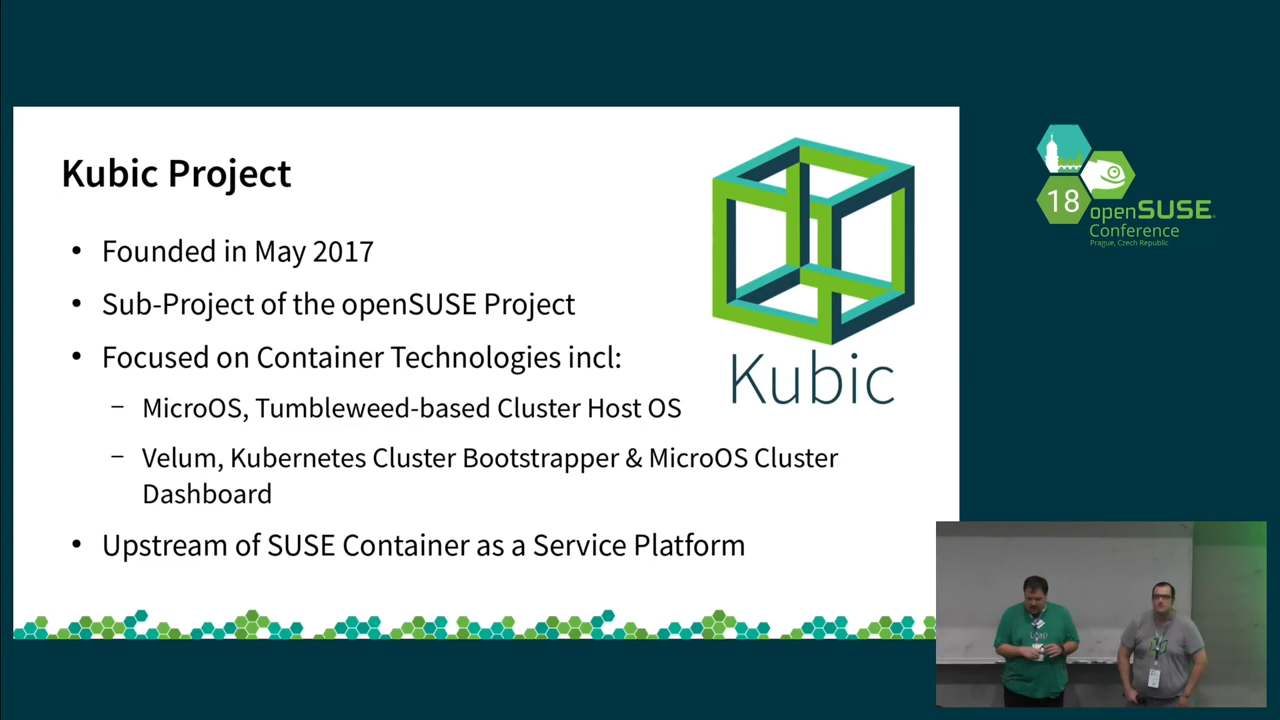 Kubic Project
• Founded in May 2017
• Sub-Project of the openSUSE Project
• Focused on Container Technologies incl:
– MicroOS, Tumbleweed-based Cluster Host OS
– Velum, Kubernetes Cluster Bootstrapper & MicroOS Cluster
Dashboard
• Upstream of SUSE Container as a Service Platform
Kubic
18
openSUSE
Conference
Prague, Czech Republic
Leap